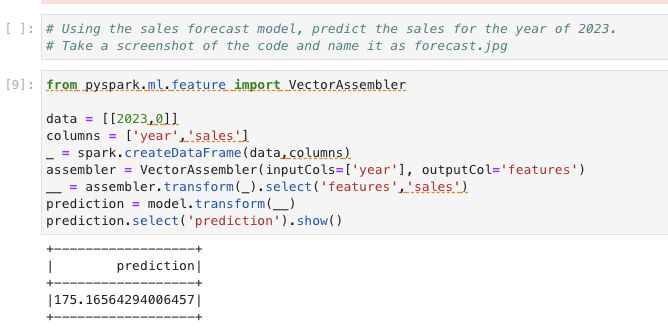 [ ]: # Using the sales forecast model, predict the sales for the year of 2023.
# Take a screenshot of the code and name it as forecast.jpg
[9]: from pyspark.ml.feature import VectorAssembler
data = [[2023,0]]
columns = ['year','sales']
_ = spark.createDataFrame(data,columns)
assembler = VectorAssembler(inputCols=['year'], outputCol='features')
__ = assembler.transform(_).select('features','sales')
prediction = model.transform(__)
prediction.select('prediction').show()
+------------------+
|        prediction|
+------------------+
|175.16564294006457|
+------------------+